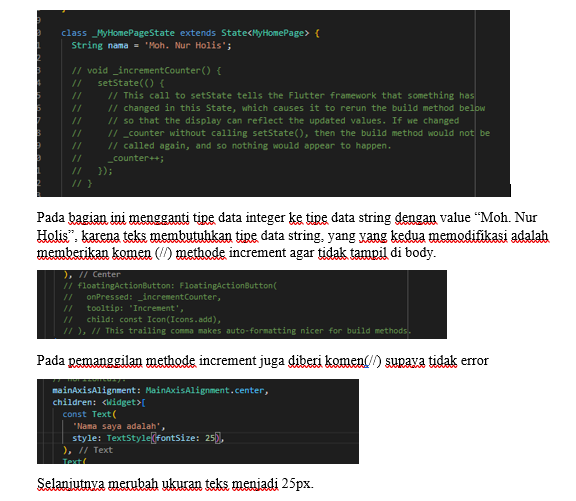 class _MyHomePageState extends State<MyHomePage> {
String nama = 'Moh. Nur Holis';
// void _incrementCounter() {
//   setState(() {
//     // This call to setState tells the Flutter framework that something has
//     // changed in this State, which causes it to rerun the build method below
//     // so that the display can reflect the updated values. If we changed
//     // _counter without calling setState(), then the build method would not be
//     // called again, and so nothing would appear to happen.
//     _counter++;
//   });
// }
Pada bagian ini mengganti tipe data integer ke tipe data string dengan value “Moh. Nur
Holis”, karena teks membutuhkan tipe data string, yang yang kedua memodifikasi adalah
memberikan komen (//) methode increment agar tidak tampil di body.
), // Center
// floatingActionButton: FloatingActionButton(
//   onPressed: _incrementCounter,
//   tooltip: 'Increment',
//   child: const Icon(Icons.add),
// ), // This trailing comma makes auto-formatting nicer for build methods.
Pada pemanggilan methode increment juga diberi komen(//) supaya tidak error
mainAxisAlignment: MainAxisAlignment.center,
children: <Widget>[
const Text(
'Nama saya adalah',
style: TextStyle(fontSize: 25),
), // Text
Text(
Selanjutnya merubah ukuran teks menjadi 25px.